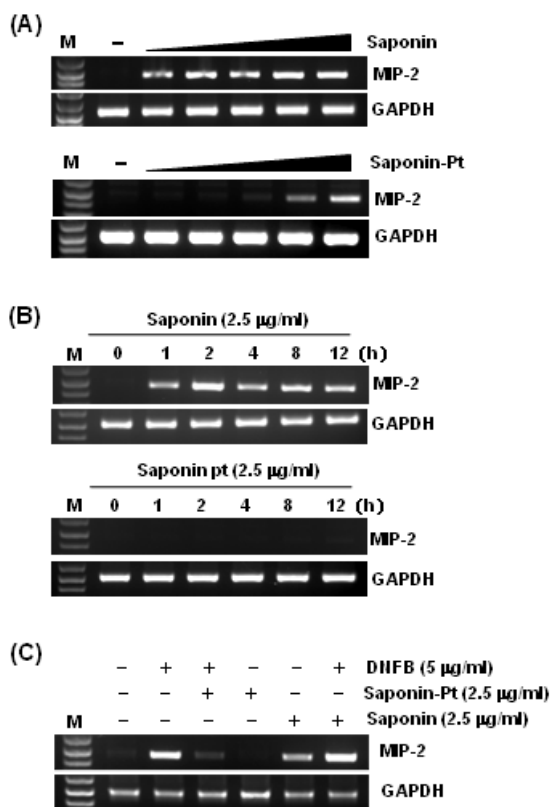 (A)
M – Saponin
MIP-2
GAPDH
M – Saponin-Pt
MIP-2
GAPDH
(B)
Saponin (2.5 μg/ml)
M 0 1 2 4 8 12 (h)
MIP-2
GAPDH
Saponin pt (2.5 μg/ml)
M 0 1 2 4 8 12 (h)
MIP-2
GAPDH
(C)
– + + – – + DNFB (5 μg/ml)
– – + + – – Saponin-Pt (2.5 μg/ml)
M – – – – + + Saponin (2.5 μg/ml)
MIP-2
GAPDH